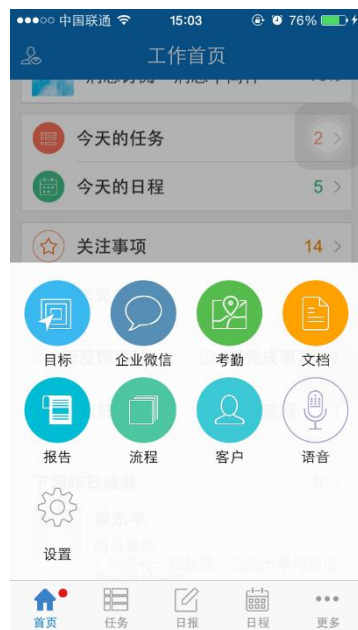 中国联通 15:03 76%
工作首页
今天的任务 2
今天的日程 5
关注事项 14
目标 企业微信 考勤 文档
报告 流程 客户 语音
设置
首页 任务 日报 日程 更多